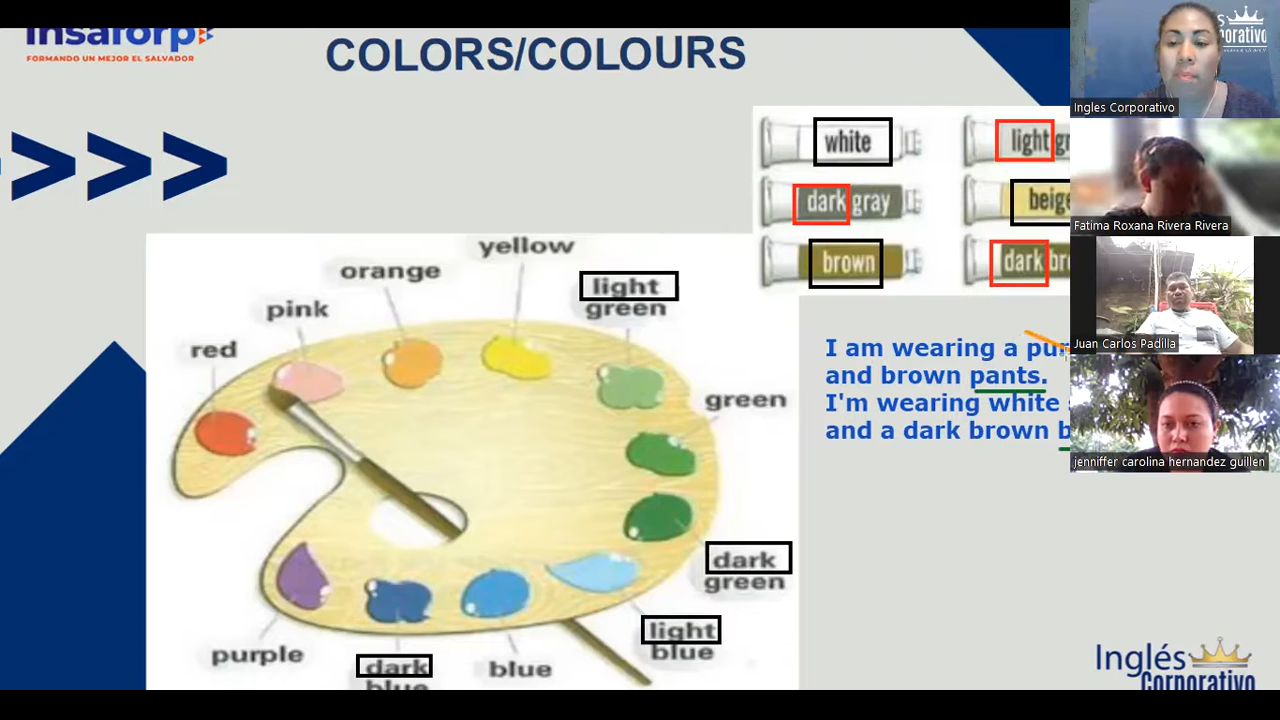 Insaforp
FORMANDO UN MEJOR EL SALVADOR
COLORS/COLOURS
Corporativo
Ingles Corporativo
white
light
dark gray
beige
brown
dark
Fatima Roxana Rivera Rivera
Juan Carlos Padilla
jenniffer carolina hernandez guillen
yellow
orange
light
green
pink
red
green
dark
green
light
blue
purple
dark
blue
blue
I am wearing a
and brown pants.
I'm wearing white
and a dark brown
Inglés
Corporativo